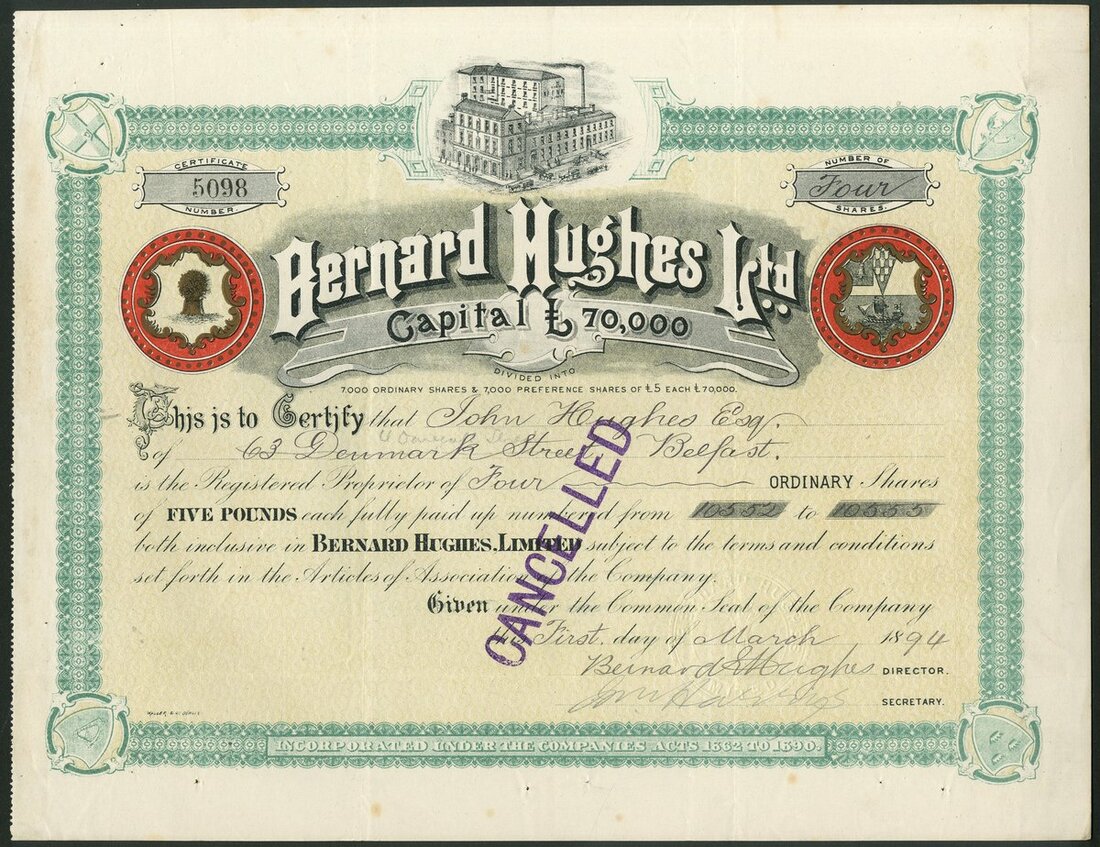 CERTIFICATE
5098
NUMBER
NUMBER OF
Four
SHARES.
Bernard Hughes Ltd
Capital £ 70,000
DIVIDED INTO
7,000 ORDINARY SHARES & 7,000 PREFERENCE SHARES OF £5 EACH £70,000.
This is to Certify that John Hughes Esq.
of 63 Denmark Street, Belfast.
is the Registered Proprietor of Four ORDINARY Shares
of FIVE POUNDS each fully paid up numbered from 10552 to 10555
both inclusive in BERNARD HUGHES, LIMITED subject to the terms and conditions
set forth in the Articles of Association of the Company.
Given under the Common Seal of the Company
this First day of March 1894
Bernard Hughes DIRECTOR.
SECRETARY.
CANCELLED
INCORPORATED UNDER THE COMPANIES ACTS 1862 TO 1890.